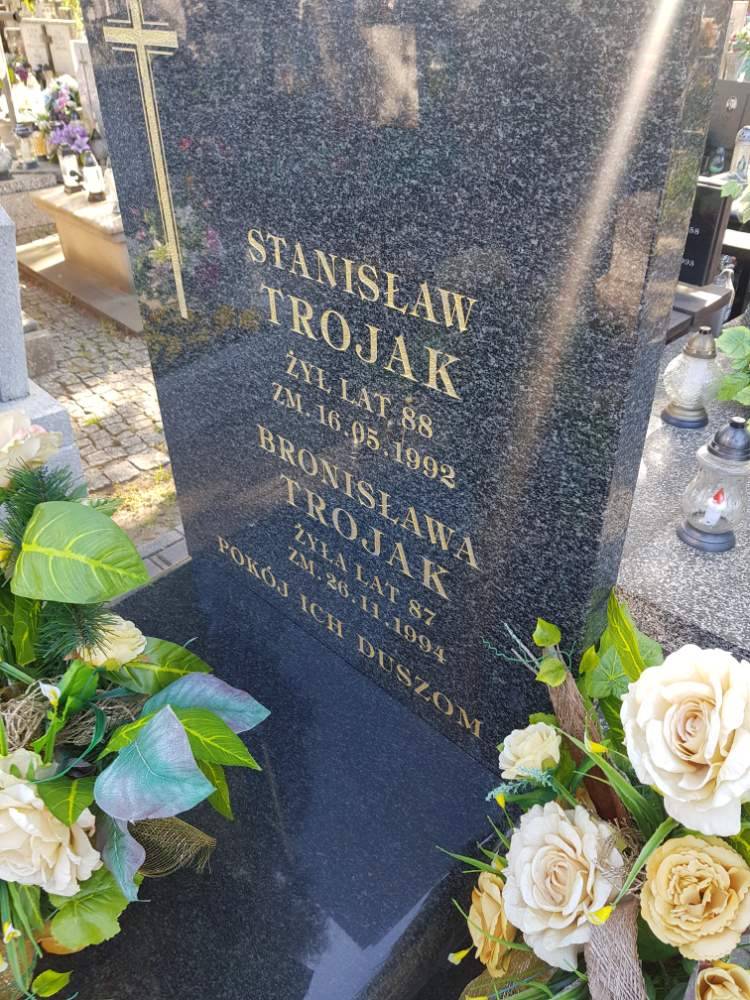 STANISŁAW
TROJAK
ŻYŁ LAT 88
ZM. 16.05.1992
BRONISŁAWA
TROJAK
ŻYŁA LAT 87
ZM. 26.11.1994
POKÓJ ICH DUSZOM